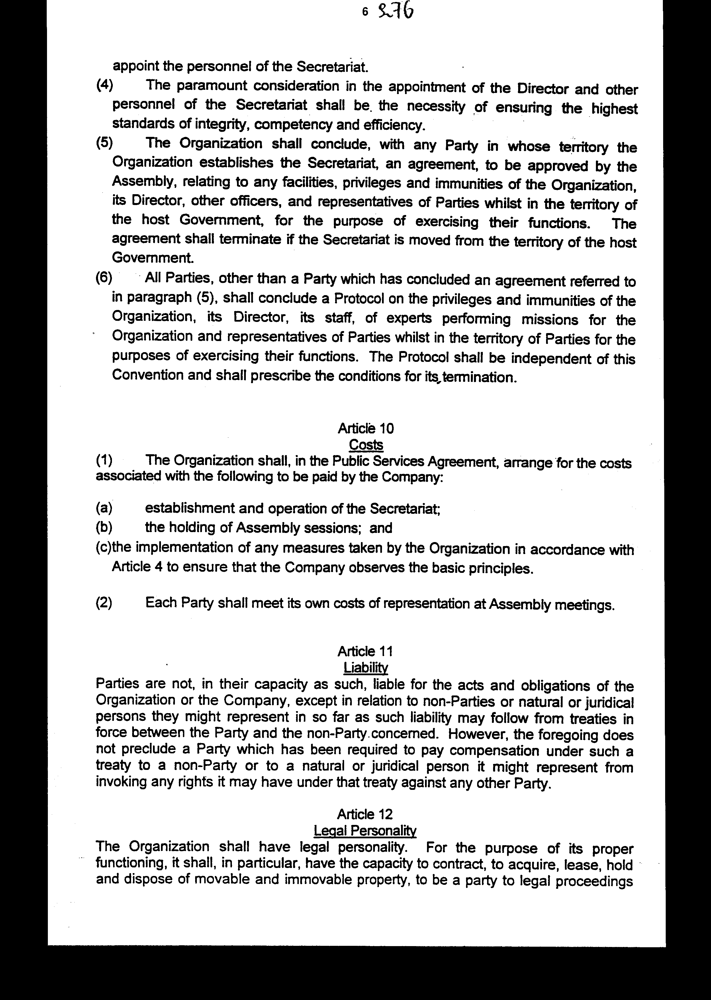 6 276
appoint the personnel of the Secretariat.
(4) The paramount consideration in the appointment of the Director and other
personnel of the Secretariat shall be the necessity of ensuring the highest
standards of integrity, competency and efficiency.
(5) The Organization shall conclude, with any Party in whose territory the
Organization establishes the Secretariat, an agreement, to be approved by the
Assembly, relating to any facilities, privileges and immunities of the Organization,
its Director, other officers, and representatives of Parties whilst in the territory of
the host Government, for the purpose of exercising their functions. The
agreement shall terminate if the Secretariat is moved from the territory of the host
Government.
(6) All Parties, other than a Party which has concluded an agreement referred to
in paragraph (5), shall conclude a Protocol on the privileges and immunities of the
Organization, its Director, its staff, of experts performing missions for the
Organization and representatives of Parties whilst in the territory of Parties for the
purposes of exercising their functions. The Protocol shall be independent of this
Convention and shall prescribe the conditions for its termination.
Article 10
Costs
(1) The Organization shall, in the Public Services Agreement, arrange for the costs
associated with the following to be paid by the Company:
(a) establishment and operation of the Secretariat;
(b) the holding of Assembly sessions; and
(c)the implementation of any measures taken by the Organization in accordance with
Article 4 to ensure that the Company observes the basic principles.
(2) Each Party shall meet its own costs of representation at Assembly meetings.
Article 11
Liability
Parties are not, in their capacity as such, liable for the acts and obligations of the
Organization or the Company, except in relation to non-Parties or natural or juridical
persons they might represent in so far as such liability may follow from treaties in
force between the Party and the non-Party concerned. However, the foregoing does
not preclude a Party which has been required to pay compensation under such a
treaty to a non-Party or to a natural or juridical person it might represent from
invoking any rights it may have under that treaty against any other Party.
Article 12
Legal Personality
The Organization shall have legal personality. For the purpose of its proper
functioning, it shall, in particular, have the capacity to contract, to acquire, lease, hold
and dispose of movable and immovable property, to be a party to legal proceedings